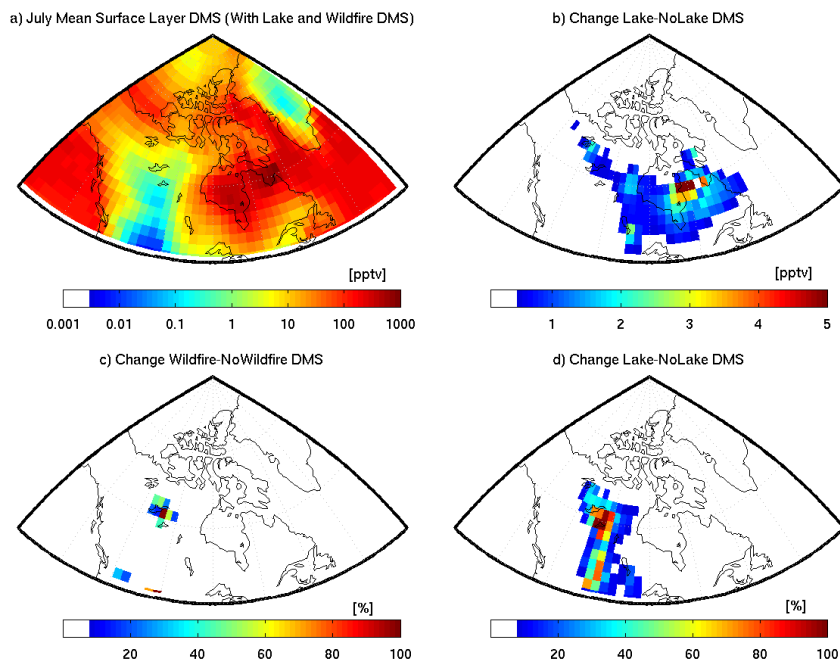 a) July Mean Surface Layer DMS (With Lake and Wildfire DMS)
b) Change Lake-NoLake DMS
[pptv]
0.001 0.01 0.1 1 10 100 1000
[pptv]
1 2 3 4 5
c) Change Wildfire-NoWildfire DMS
d) Change Lake-NoLake DMS
[%]
20 40 60 80 100
[%]
20 40 60 80 100